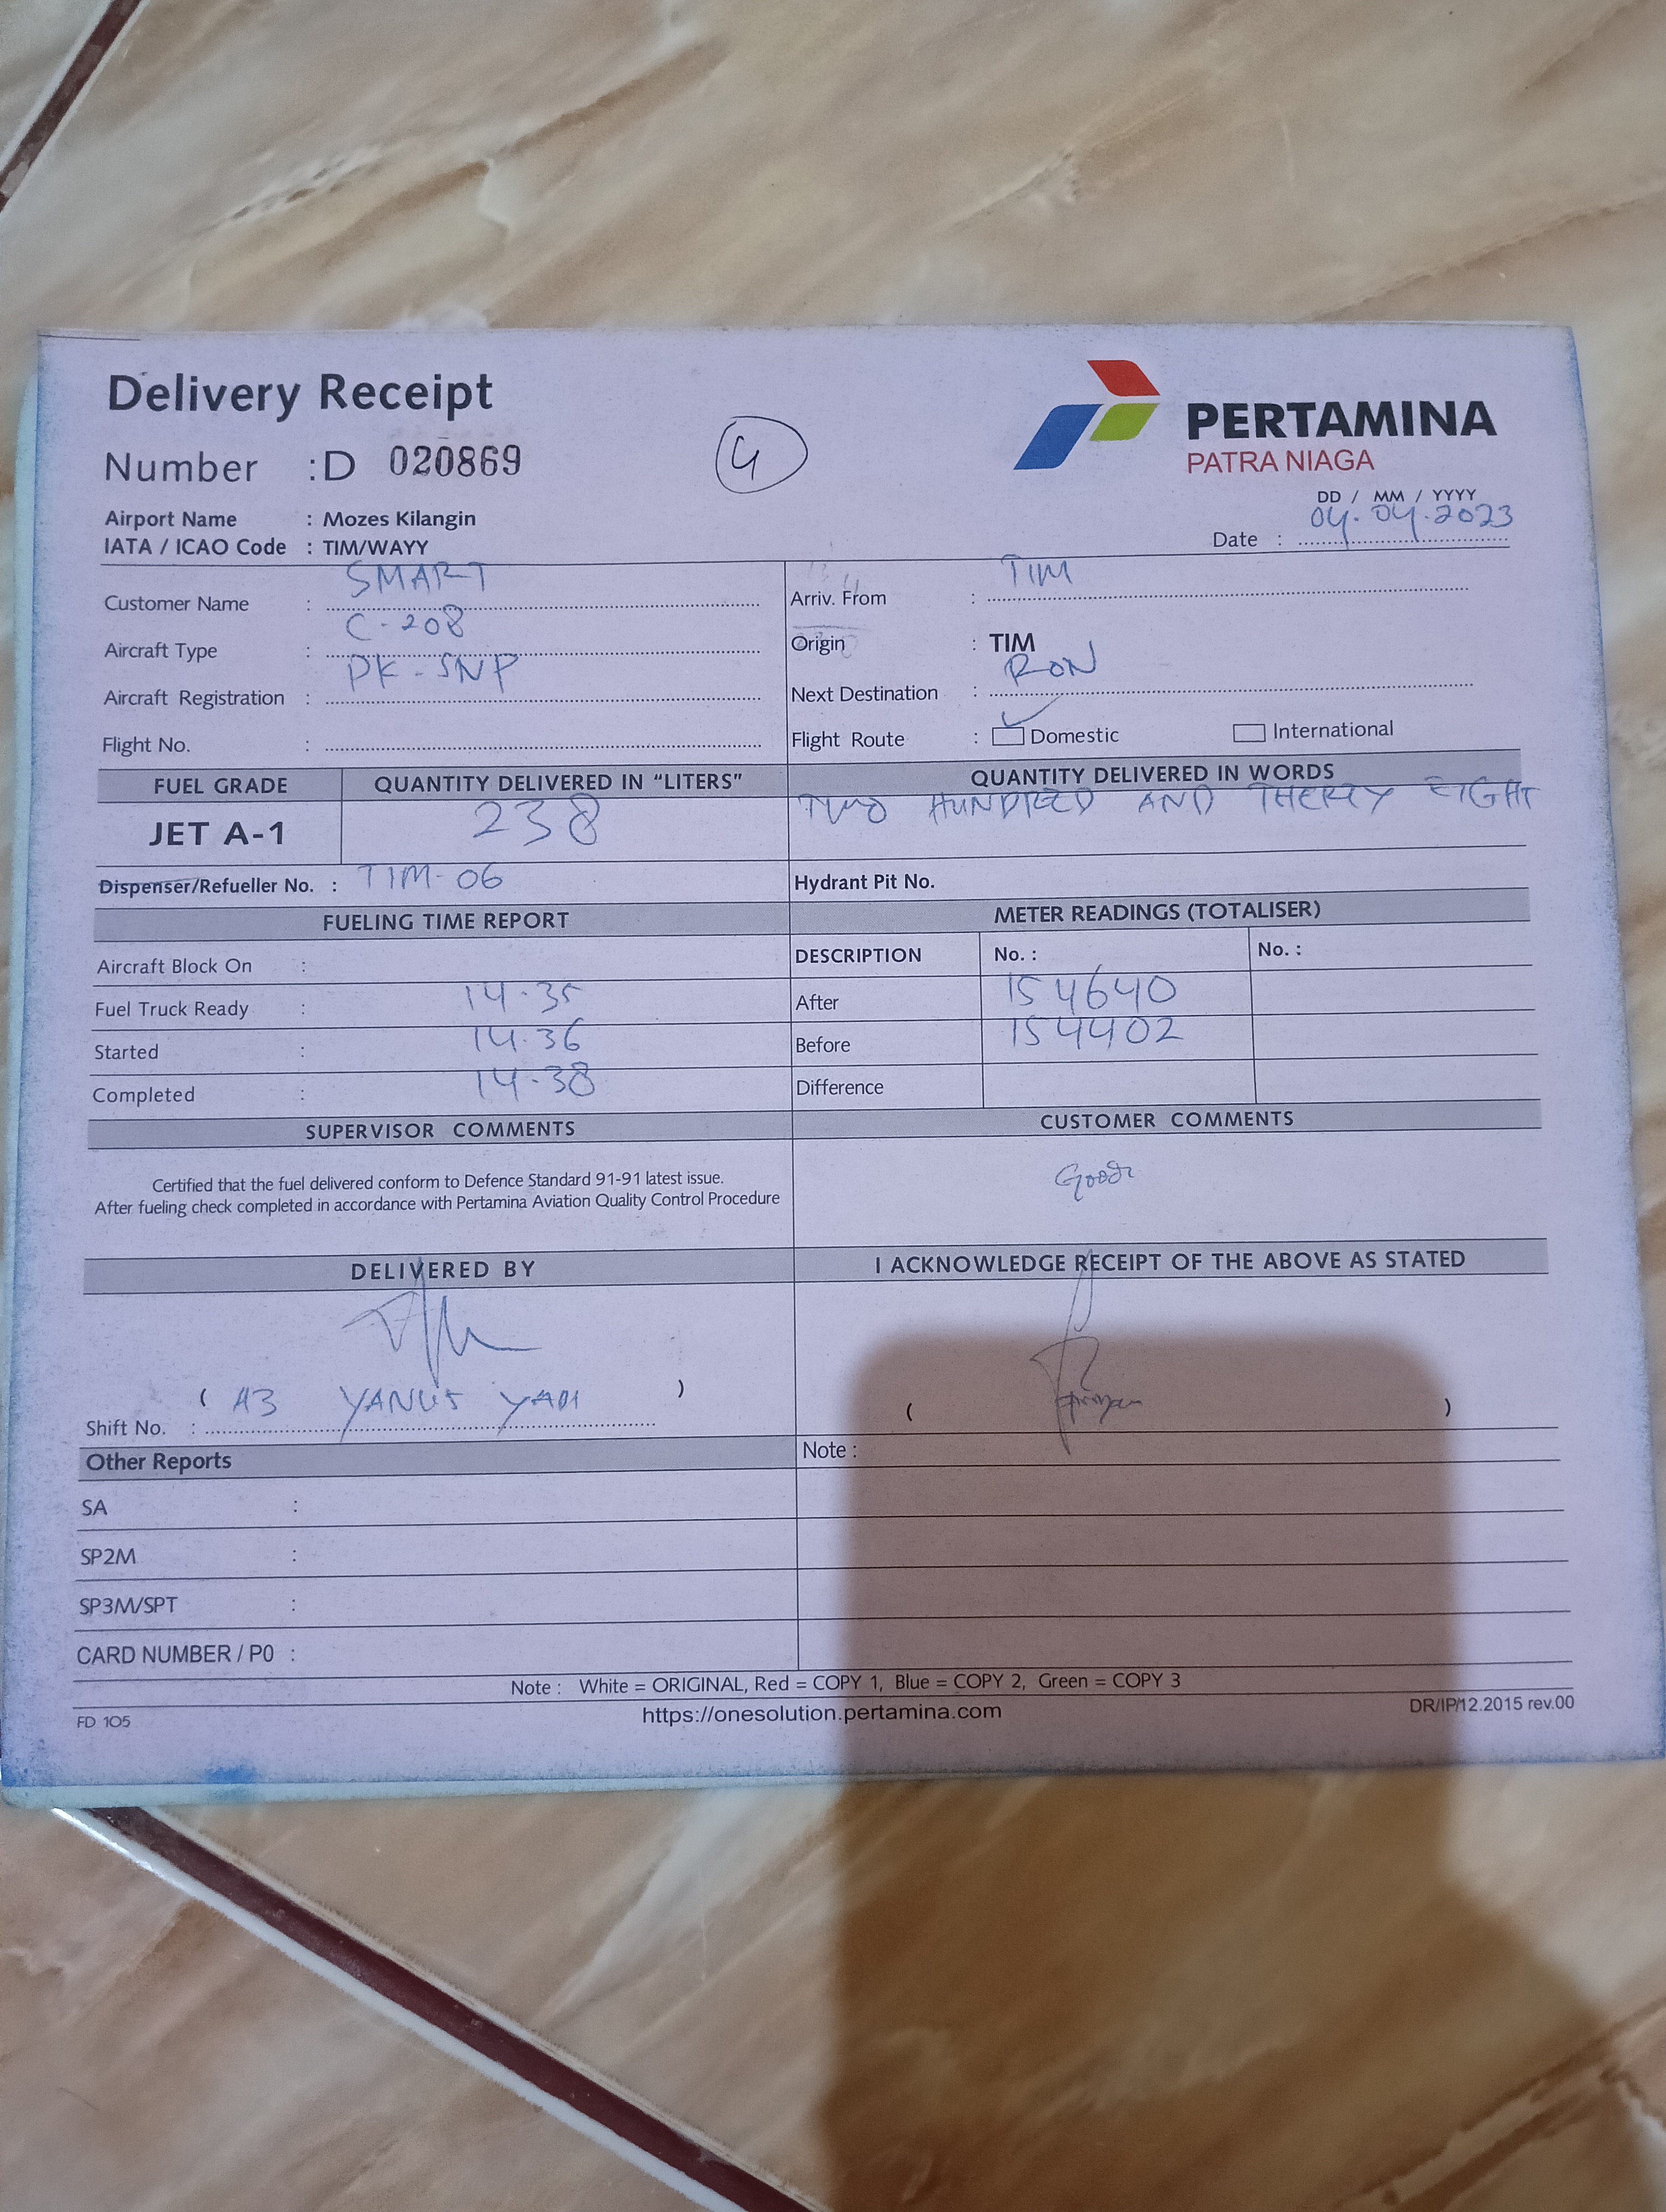 Delivery Receipt
Number :D 020869
4
PERTAMINA
PATRA NIAGA
Airport Name : Mozes Kilangin
IATA / ICAO Code : TIM/WAYY
DD / MM / YYYY
Date : 04.04.2023
Customer Name : SMART
Aircraft Type : C-208
Aircraft Registration : PK-SNP
Flight No. :
Arriv. From : TIM
Origin : TIM
Next Destination : RON
Flight Route : Domestic International
FUEL GRADE QUANTITY DELIVERED IN “LITERS” QUANTITY DELIVERED IN WORDS
JET A-1 238 TWO HUNDRED AND THERTY EIGHT
Dispenser/Refueller No. : TIM-06 Hydrant Pit No.
FUELING TIME REPORT METER READINGS (TOTALISER)
Aircraft Block On : DESCRIPTION No. : No. :
Fuel Truck Ready : 14.35 After 154640
Started : 14.36 Before 154402
Completed : 14.38 Difference
SUPERVISOR COMMENTS CUSTOMER COMMENTS
Certified that the fuel delivered conform to Defence Standard 91-91 latest issue.
After fueling check completed in accordance with Pertamina Aviation Quality Control Procedure
Good
DELIVERED BY I ACKNOWLEDGE RECEIPT OF THE ABOVE AS STATED
( A3 YANUS )
Shift No. : ( )
Other Reports Note :
SA :
SP2M :
SP3M/SPT :
CARD NUMBER / P0 :
Note : White = ORIGINAL, Red = COPY 1, Blue = COPY 2, Green = COPY 3
FD 105 https://onesolution.pertamina.com DR/IP/12.2015 rev.00